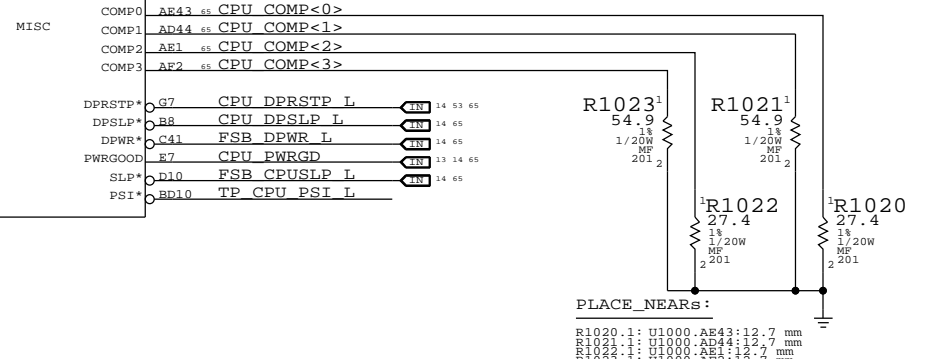 COMP0 AE43 65 CPU_COMP<0>
MISC COMP1 AD44 65 CPU_COMP<1>
COMP2 AE1 65 CPU_COMP<2>
COMP3 AF2 65 CPU_COMP<3>
DPRSTP* G7 CPU_DPRSTP_L IN 14 53 65
DPSLP* B8 CPU_DPSLP_L IN 14 65
DPWR* C41 FSB_DPWR_L IN 14 65
PWRGOOD E7 CPU_PWRGD IN 13 14 65
SLP* D10 FSB_CPUSLP_L IN 14 65
PSI* BD10 TP_CPU_PSI_L
R1023 1
54.9
1%
1/20W
MF
201 2
R1021 1
54.9
1%
1/20W
MF
201 2
1 R1022
27.4
1%
1/20W
MF
2 201
1 R1020
27.4
1%
1/20W
MF
2 201
PLACE_NEARs:
R1020.1: U1000.AE43:12.7 mm
R1021.1: U1000.AD44:12.7 mm
R1022.1: U1000.AE1:12.7 mm